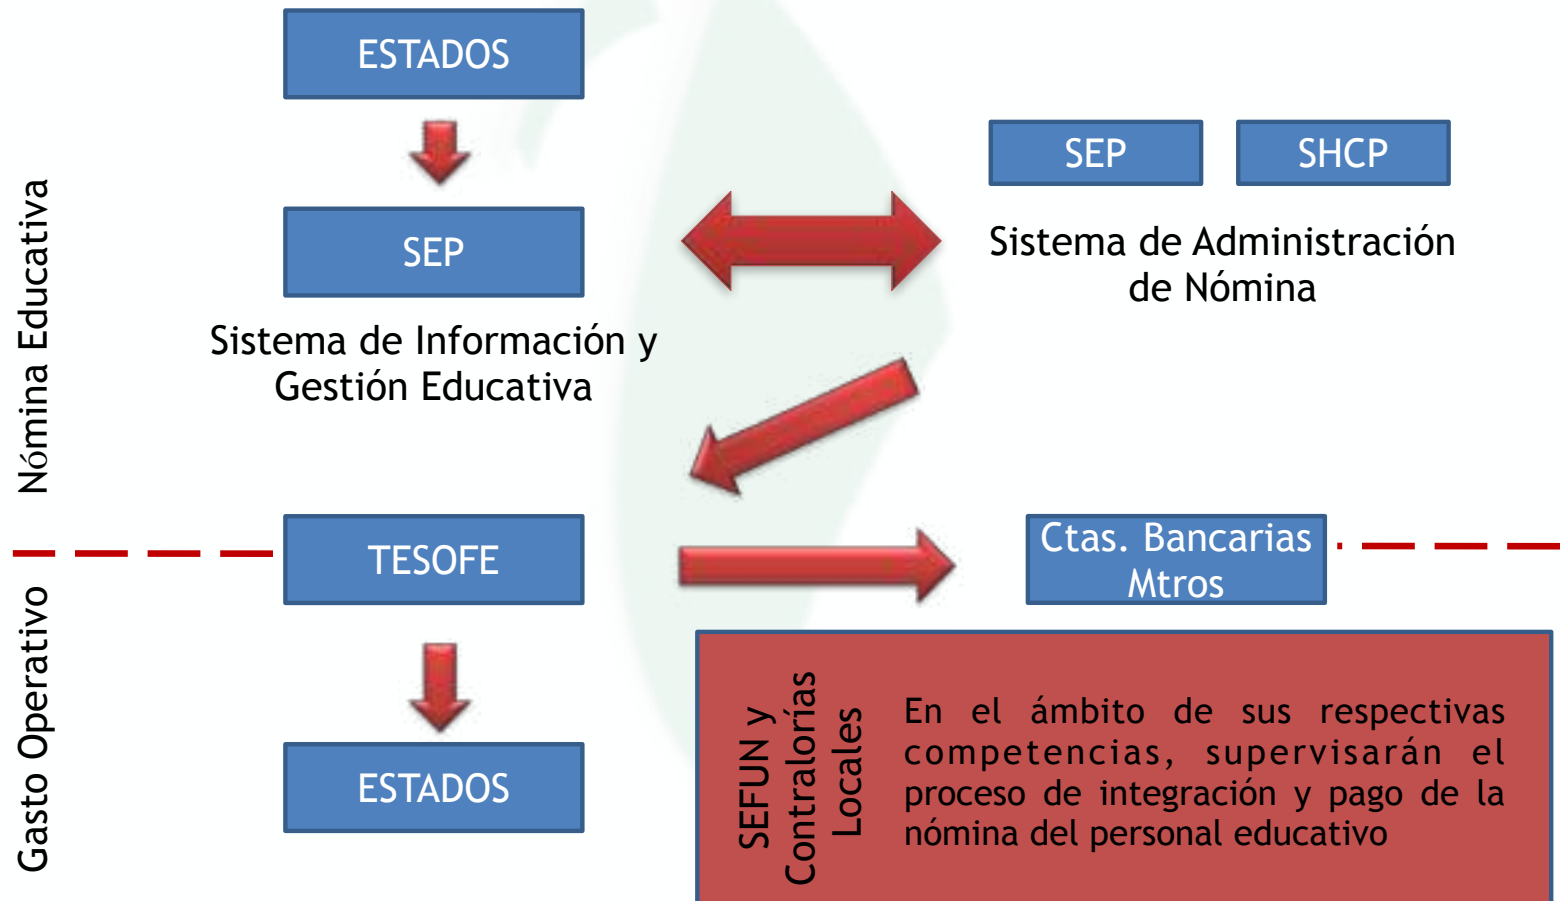 ESTADOS
SEP
SHCP
SEP
Sistema de Administración
de Nómina
Sistema de Información y
Gestión Educativa
Nómina Educativa
TESOFE
Ctas. Bancarias
Mtros
Gasto Operativo
ESTADOS
SEFUN y
Contralorías
Locales
En el ámbito de sus respectivas
competencias, supervisarán el
proceso de integración y pago de la
nómina del personal educativo